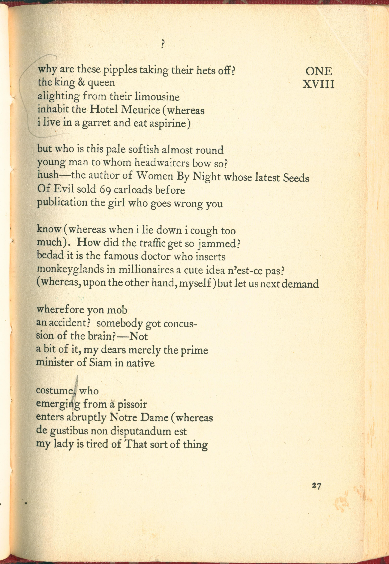 ?
why are these pipples taking their hets off?
ONE
XVIII
the king & queen
alighting from their limousine
inhabit the Hotel Meurice (whereas
i live in a garret and eat aspirine)
but who is this pale softish almost round
young man to whom headwaiters bow so?
hush—the author of Women By Night whose latest Seeds
Of Evil sold 69 carloads before
publication the girl who goes wrong you
know (whereas when i lie down i cough too
much). How did the traffic get so jammed?
bedad it is the famous doctor who inserts
monkeyglands in millionaires a cute idea n'est-ce pas?
(whereas, upon the other hand, myself) but let us next demand
wherefore yon mob
an accident? somebody got concus-
sion of the brain?—Not
a bit of it, my dears merely the prime
minister of Siam in native
costume, who
emerging from a pissoir
enters abruptly Notre Dame (whereas
de gustibus non disputandum est
my lady is tired of That sort of thing
27